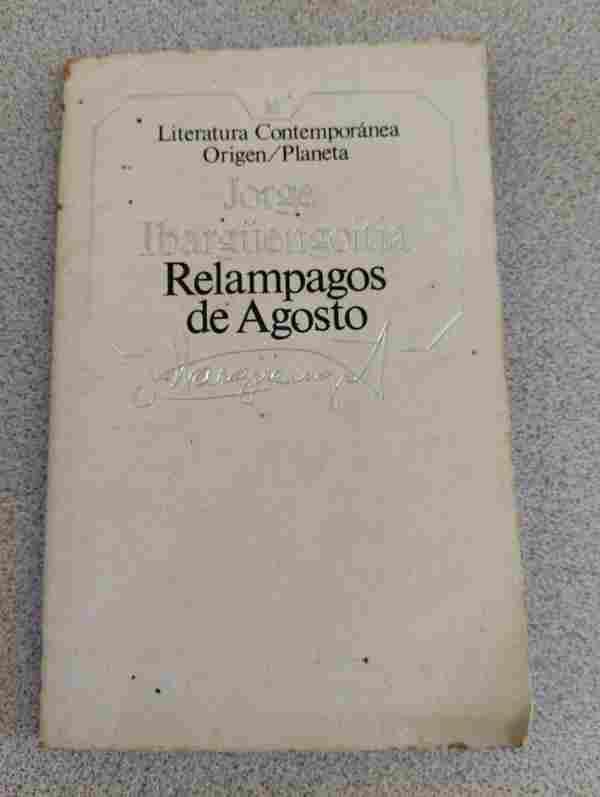 Literatura Contemporánea
Origen/Planeta
Jorge
Ibargüengoitia
Relampagos
de Agosto